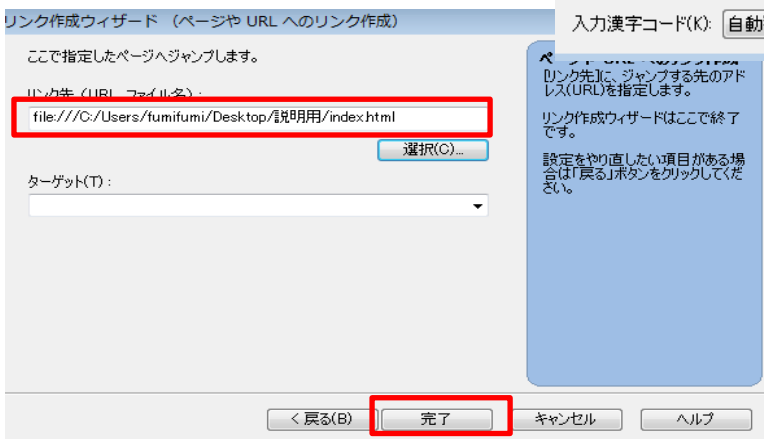 リンク作成ウィザード （ページや URL へのリンク作成）
入力漢字コード(K): 自動
ここで指定したページへジャンプします。
リンク先（URL、ファイル名）:
file:///C:/Users/fumifumi/Desktop/説明用/index.html
選択(C)...
ターゲット(T) :
[リンク先]に、ジャンプする先のアド
レス(URL)を指定します。
リンク作成ウィザードはここで終了
です。
設定をやり直したい項目がある場
合は「戻る」ボタンをクリックしてくだ
さい。
< 戻る(B)
完了
キャンセル
ヘルプ